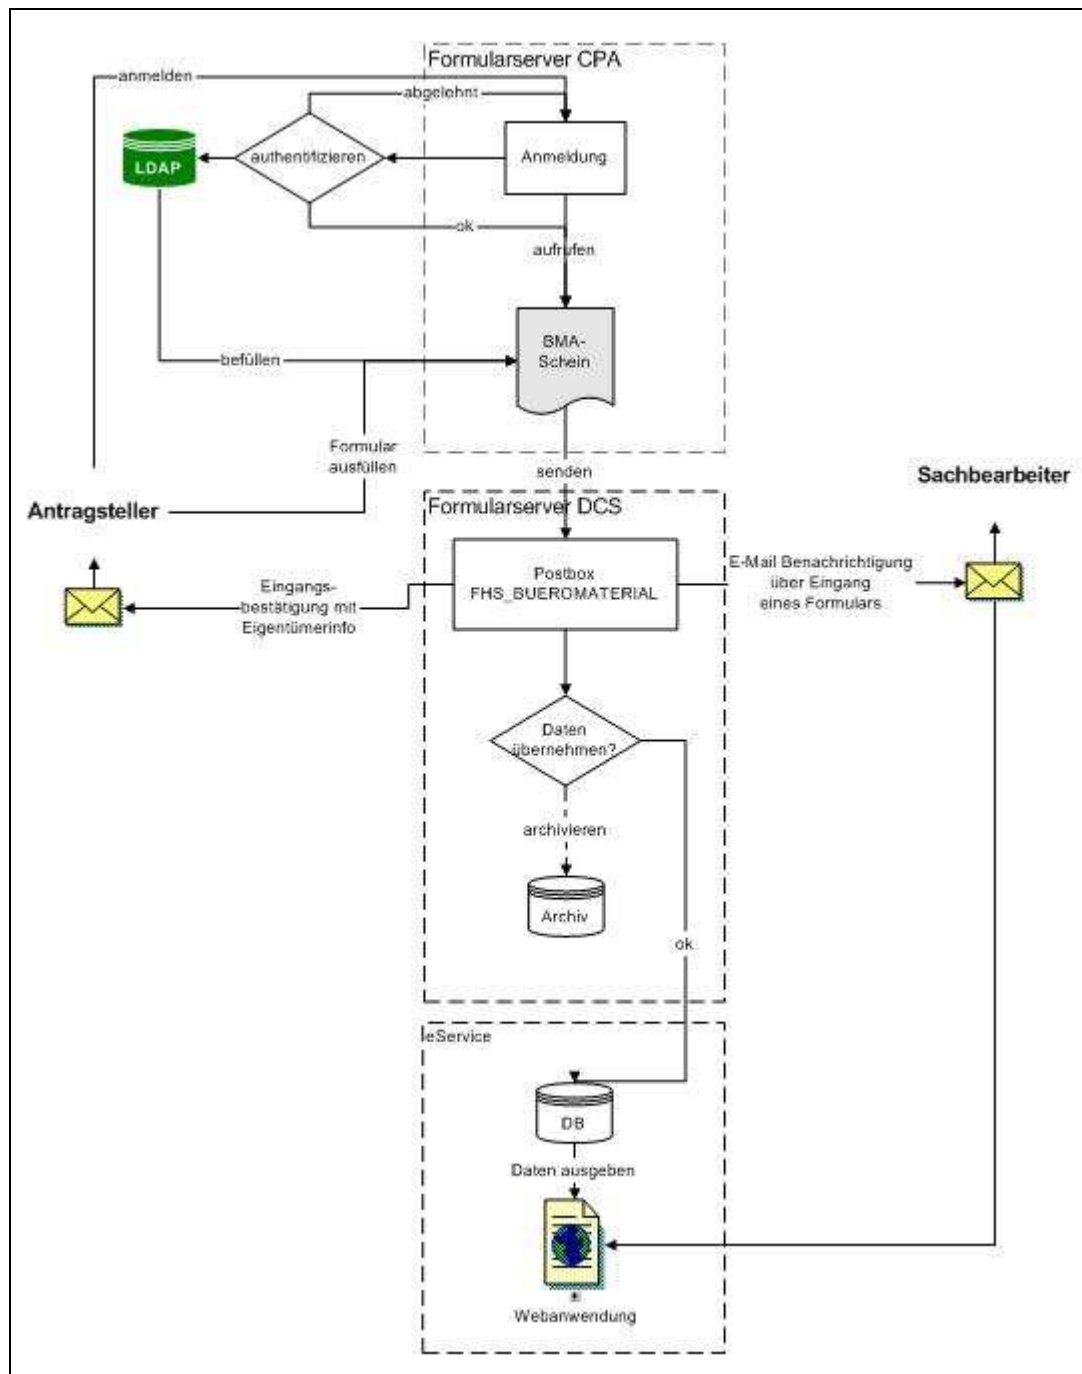 Formularserver CPA
anmelden
abgelehnt
LDAP
authentifizieren
Anmeldung
ok
aufrufen
BMA-
Schein
befüllen
Formular
ausfüllen
senden
Sachbearbeiter
Antragsteller
Formularserver DCS
Postbox
FHS_BUEROMATERIAL
E-Mail Benachrichtigung
über Eingang
eines Formulars
Eingangs-
bestätigung mit
Eigentümerinfo
Daten
übernehmen?
archivieren
Archiv
ok
eService
DB
Daten ausgeben
Webanwendung